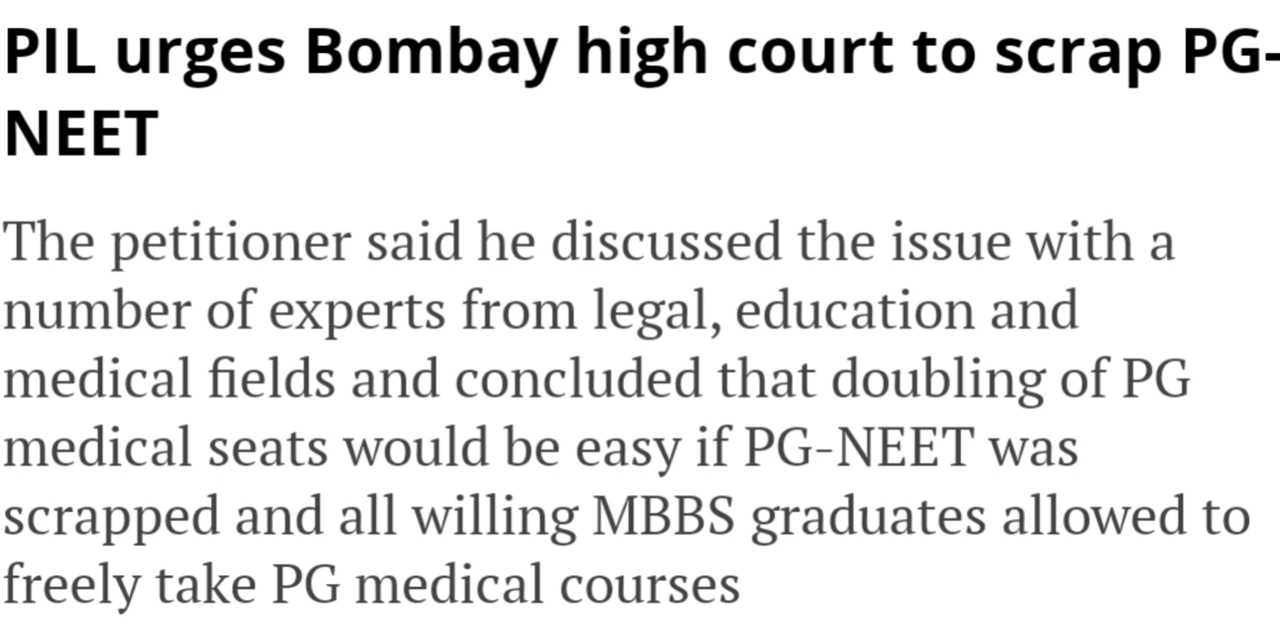 PIL urges Bombay high court to scrap PG-
NEET
The petitioner said he discussed the issue with a
number of experts from legal, education and
medical fields and concluded that doubling of PG
medical seats would be easy if PG-NEET was
scrapped and all willing MBBS graduates allowed to
freely take PG medical courses